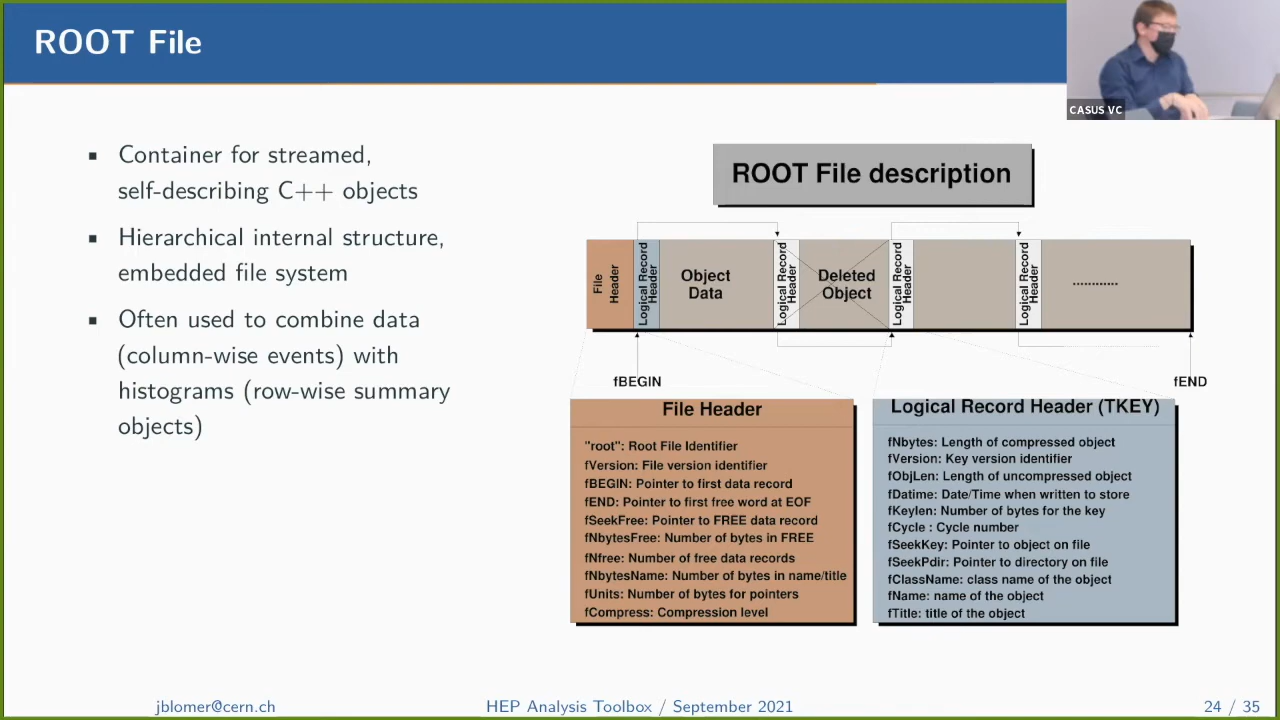 ROOT File
CASUS VC
Container for streamed,
self-describing C++ objects
Hierarchical internal structure,
embedded file system
Often used to combine data
(column-wise events) with
histograms (row-wise summary
objects)
ROOT File description
File
Header
Logical Record
Header
Object
Data
Logical Record
Header
Deleted
Object
Logical Record
Header
Logical Record
Header
............
fBEGIN
fEND
File Header
"root": Root File Identifier
fVersion: File version identifier
fBEGIN: Pointer to first data record
fEND: Pointer to first free word at EOF
fSeekFree: Pointer to FREE data record
fNbytesFree: Number of bytes in FREE
fNfree: Number of free data records
fNbytesName: Number of bytes in name/title
fUnits: Number of bytes for pointers
fCompress: Compression level
Logical Record Header (TKEY)
fNbytes: Length of compressed object
fVersion: Key version identifier
fObjLen: Length of uncompressed object
fDatime: Date/Time when written to store
fKeylen: Number of bytes for the key
fCycle : Cycle number
fSeekKey: Pointer to object on file
fSeekPdir: Pointer to directory on file
fClassName: class name of the object
fName: name of the object
fTitle: title of the object
jblomer@cern.ch
HEP Analysis Toolbox / September 2021
24 / 35